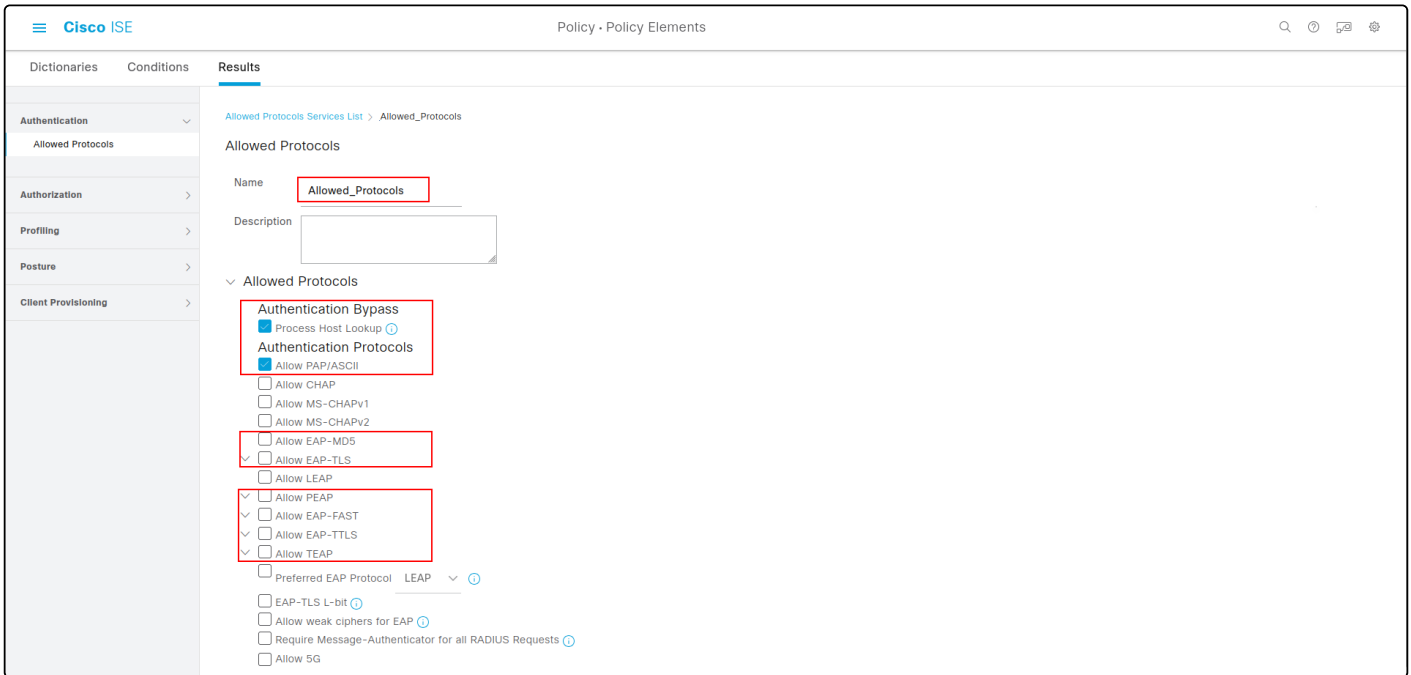 Cisco ISE
Policy · Policy Elements
Dictionaries Conditions Results
Authentication
Allowed Protocols
Authorization
Profiling
Posture
Client Provisioning
Allowed Protocols Services List > Allowed_Protocols
Allowed Protocols
Name Allowed_Protocols
Description
Allowed Protocols
Authentication Bypass
Process Host Lookup
Authentication Protocols
Allow PAP/ASCII
Allow CHAP
Allow MS-CHAPv1
Allow MS-CHAPv2
Allow EAP-MD5
Allow EAP-TLS
Allow LEAP
Allow PEAP
Allow EAP-FAST
Allow EAP-TTLS
Allow TEAP
Preferred EAP Protocol LEAP
EAP-TLS L-bit
Allow weak ciphers for EAP
Require Message-Authenticator for all RADIUS Requests
Allow 5G